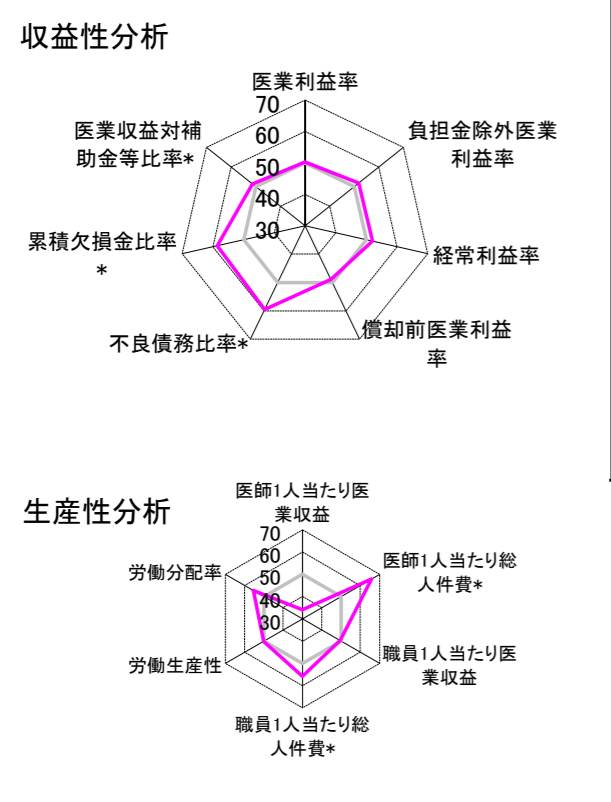 収益性分析
医業利益率
70
60
50
40
30
負担金除外医業
利益率
経常利益率
償却前医業利益
率
不良債務比率*
累積欠損金比率
*
医業収益対補
助金等比率*
生産性分析
医師1人当たり医
業収益
70
60
50
40
30
医師1人当たり総
人件費*
職員1人当たり医
業収益
職員1人当たり総
人件費*
労働生産性
労働分配率